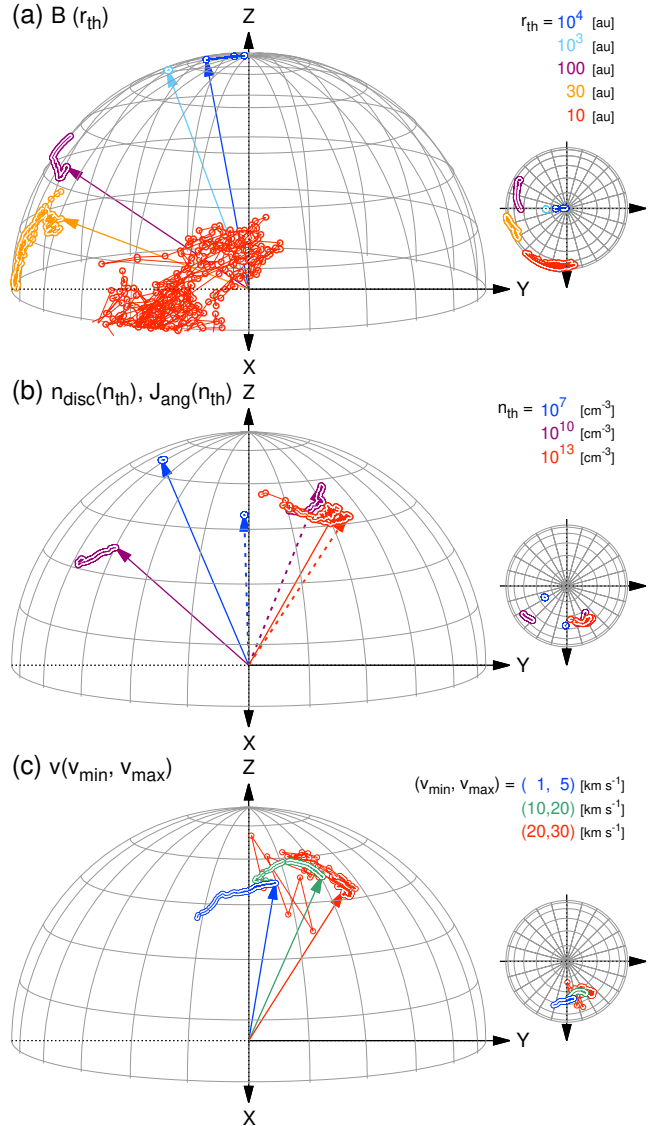 (a) B (r_th)
Z
r_th = 10^4 [au]
10^3 [au]
100 [au]
30 [au]
10 [au]
Y
X
(b) n_disc(n_th), J_ang(n_th)
Z
n_th = 10^7 [cm^-3]
10^10 [cm^-3]
10^13 [cm^-3]
Y
X
(c) v(v_min, v_max)
Z
(v_min, v_max) = ( 1, 5) [km s^-1]
(10,20) [km s^-1]
(20,30) [km s^-1]
Y
X